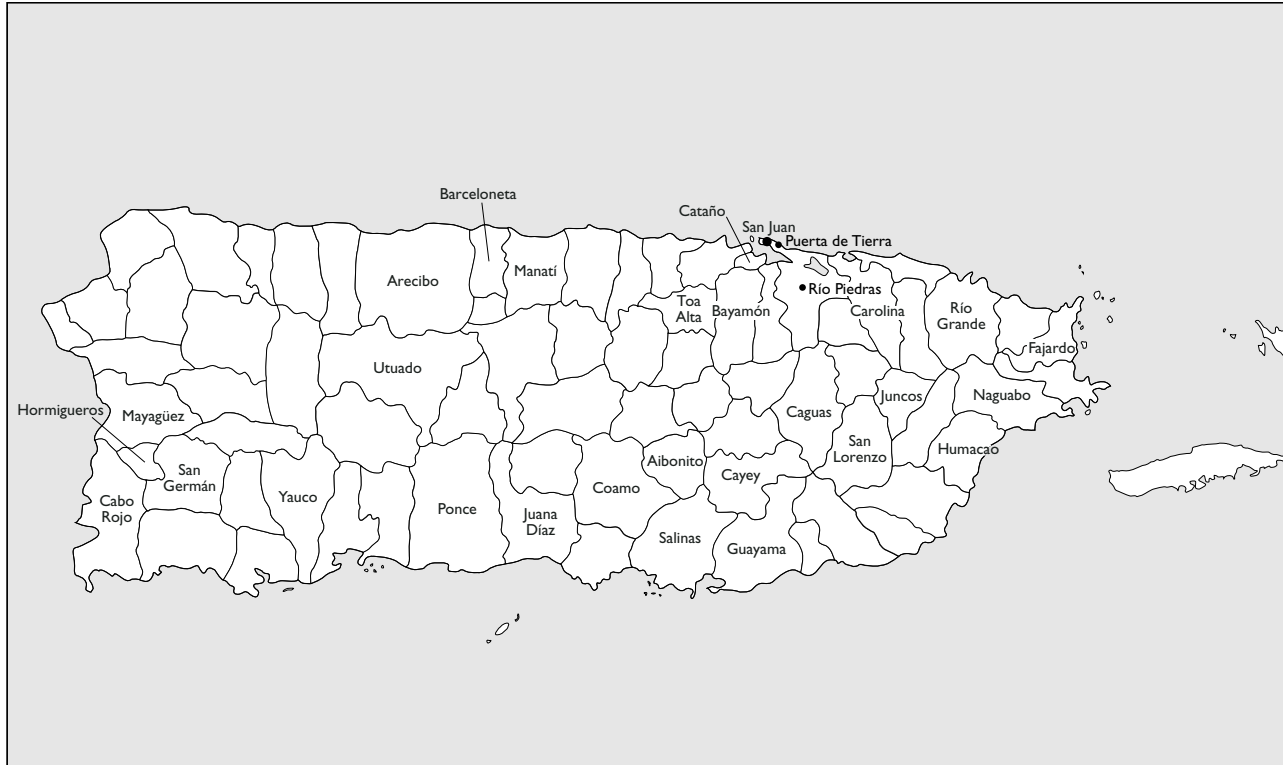 Barceloneta
Cataño
San Juan
Puerta de Tierra
Arecibo
Manatí
Río Piedras
Toa
Alta
Bayamón
Carolina
Río
Grande
Fajardo
Utuado
Hormigueros
Mayagüez
Caguas
Juncos
Naguabo
San
Lorenzo
Humacao
San
Germán
Aibonito
Cayey
Cabo
Rojo
Yauco
Ponce
Juana
Díaz
Coamo
Salinas
Guayama